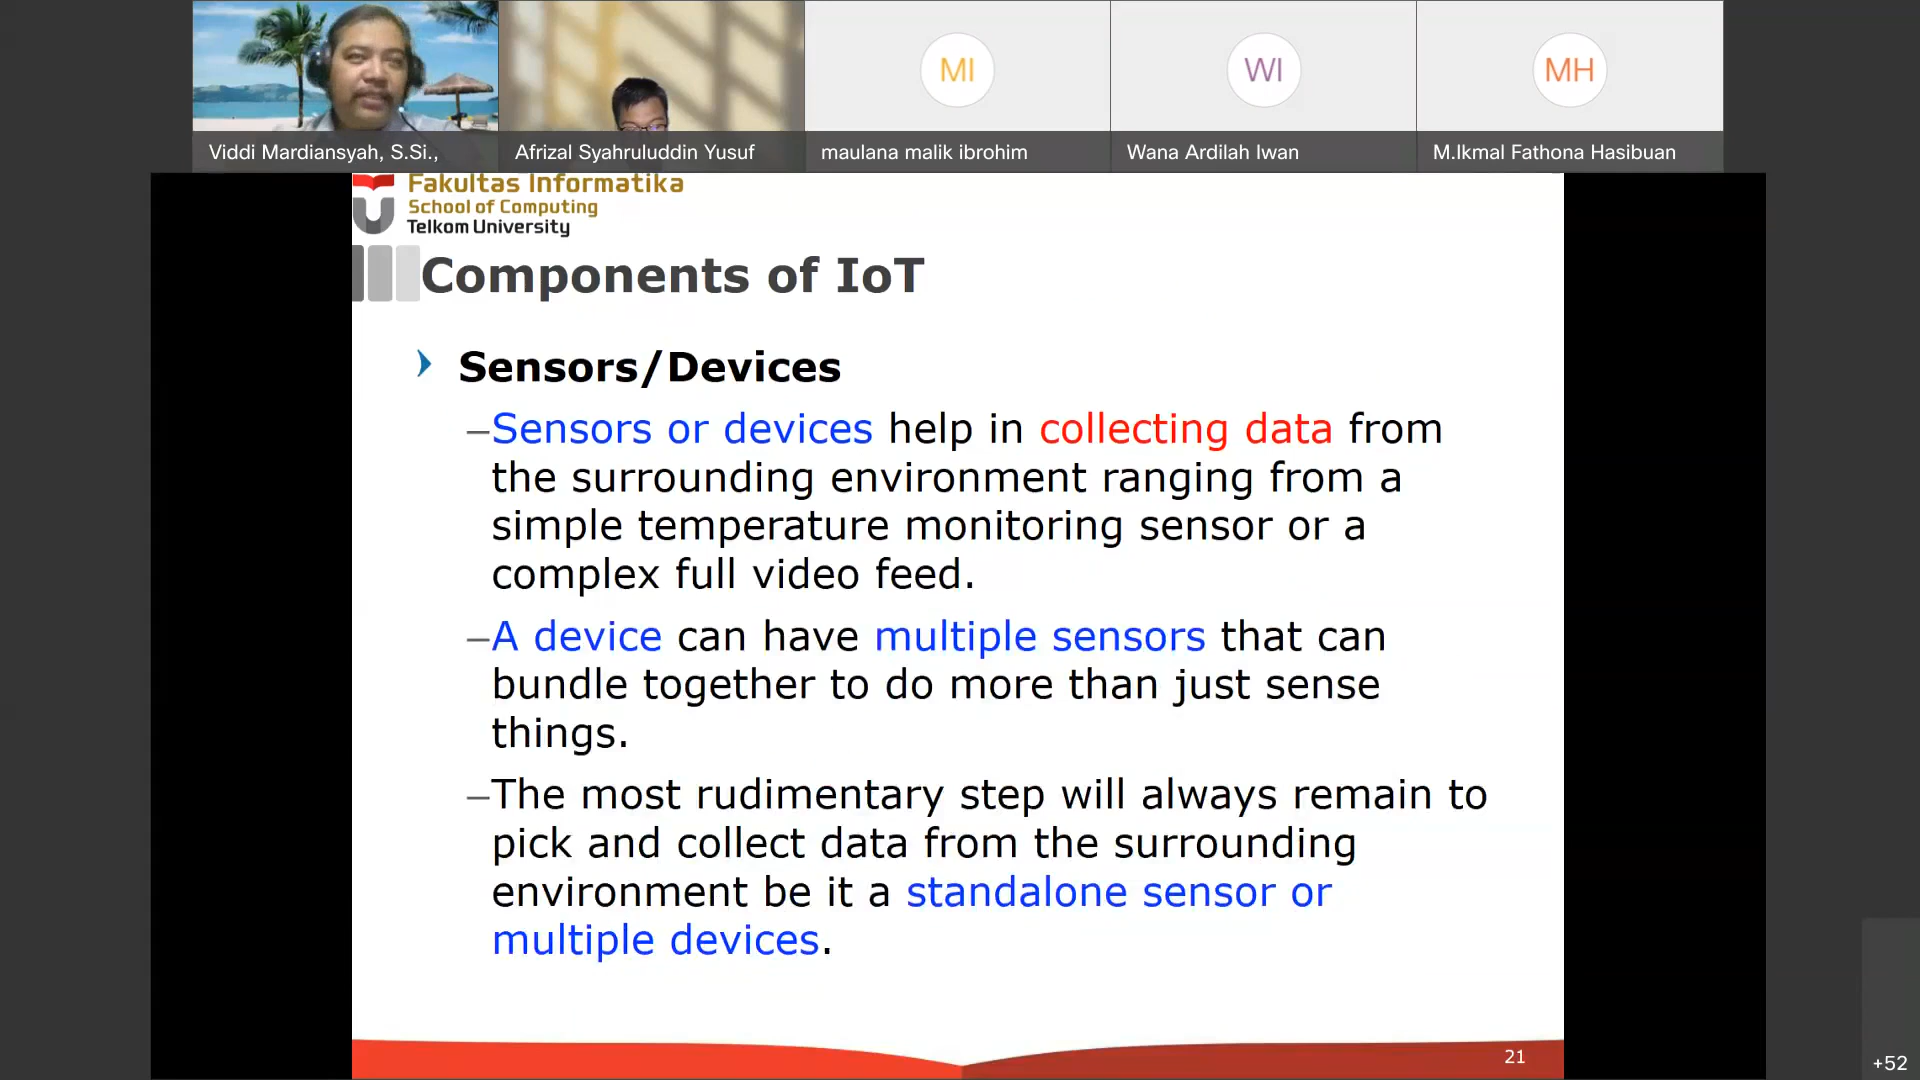 MI
WI
MH
Viddi Mardiansyah, S.Si.,
Afrizal Syahruluddin Yusuf
maulana malik ibrohim
Wana Ardilah Iwan
M.Ikmal Fathona Hasibuan
Fakultas Informatika
School of Computing
Telkom University
Components of IoT
Sensors/Devices
–Sensors or devices help in collecting data from
the surrounding environment ranging from a
simple temperature monitoring sensor or a
complex full video feed.
–A device can have multiple sensors that can
bundle together to do more than just sense
things.
–The most rudimentary step will always remain to
pick and collect data from the surrounding
environment be it a standalone sensor or
multiple devices.
21
+52